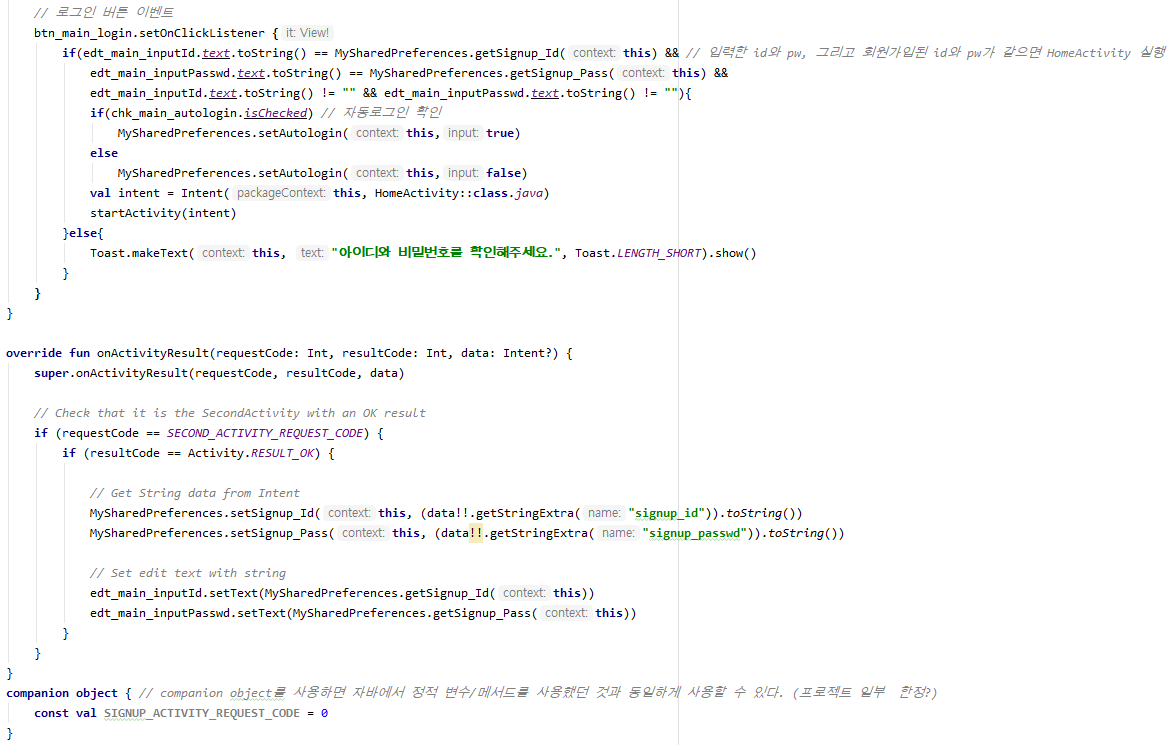 // 로그인 버튼 이벤트
btn_main_login.setOnClickListener { it: View!
if(edt_main_inputId.text.toString() == MySharedPreferences.getSignup_Id( context: this) && // 입력한 id와 pw, 그리고 회원가입된 id와 pw가 같으면 HomeActivity 실행
edt_main_inputPasswd.text.toString() == MySharedPreferences.getSignup_Pass( context: this) &&
edt_main_inputId.text.toString() != "" && edt_main_inputPasswd.text.toString() != ""){
if(chk_main_autologin.isChecked) // 자동로그인 확인
MySharedPreferences.setAutologin( context: this, input: true)
else
MySharedPreferences.setAutologin( context: this, input: false)
val intent = Intent( packageContext: this, HomeActivity::class.java)
startActivity(intent)
}else{
Toast.makeText( context: this, text: "아이디와 비밀번호를 확인해주세요.", Toast.LENGTH_SHORT).show()
}
}
}
override fun onActivityResult(requestCode: Int, resultCode: Int, data: Intent?) {
super.onActivityResult(requestCode, resultCode, data)
// Check that it is the SecondActivity with an OK result
if (requestCode == SECOND_ACTIVITY_REQUEST_CODE) {
if (resultCode == Activity.RESULT_OK) {
// Get String data from Intent
MySharedPreferences.setSignup_Id( context: this, (data!!.getStringExtra( name: "signup_id")).toString())
MySharedPreferences.setSignup_Pass( context: this, (data!!.getStringExtra( name: "signup_passwd")).toString())
// Set edit text with string
edt_main_inputId.setText(MySharedPreferences.getSignup_Id( context: this))
edt_main_inputPasswd.setText(MySharedPreferences.getSignup_Pass( context: this))
}
}
}
companion object { // companion object를 사용하면 자바에서 정적 변수/메서드를 사용했던 것과 동일하게 사용할 수 있다. (프로젝트 일부 한정?)
const val SIGNUP_ACTIVITY_REQUEST_CODE = 0
}